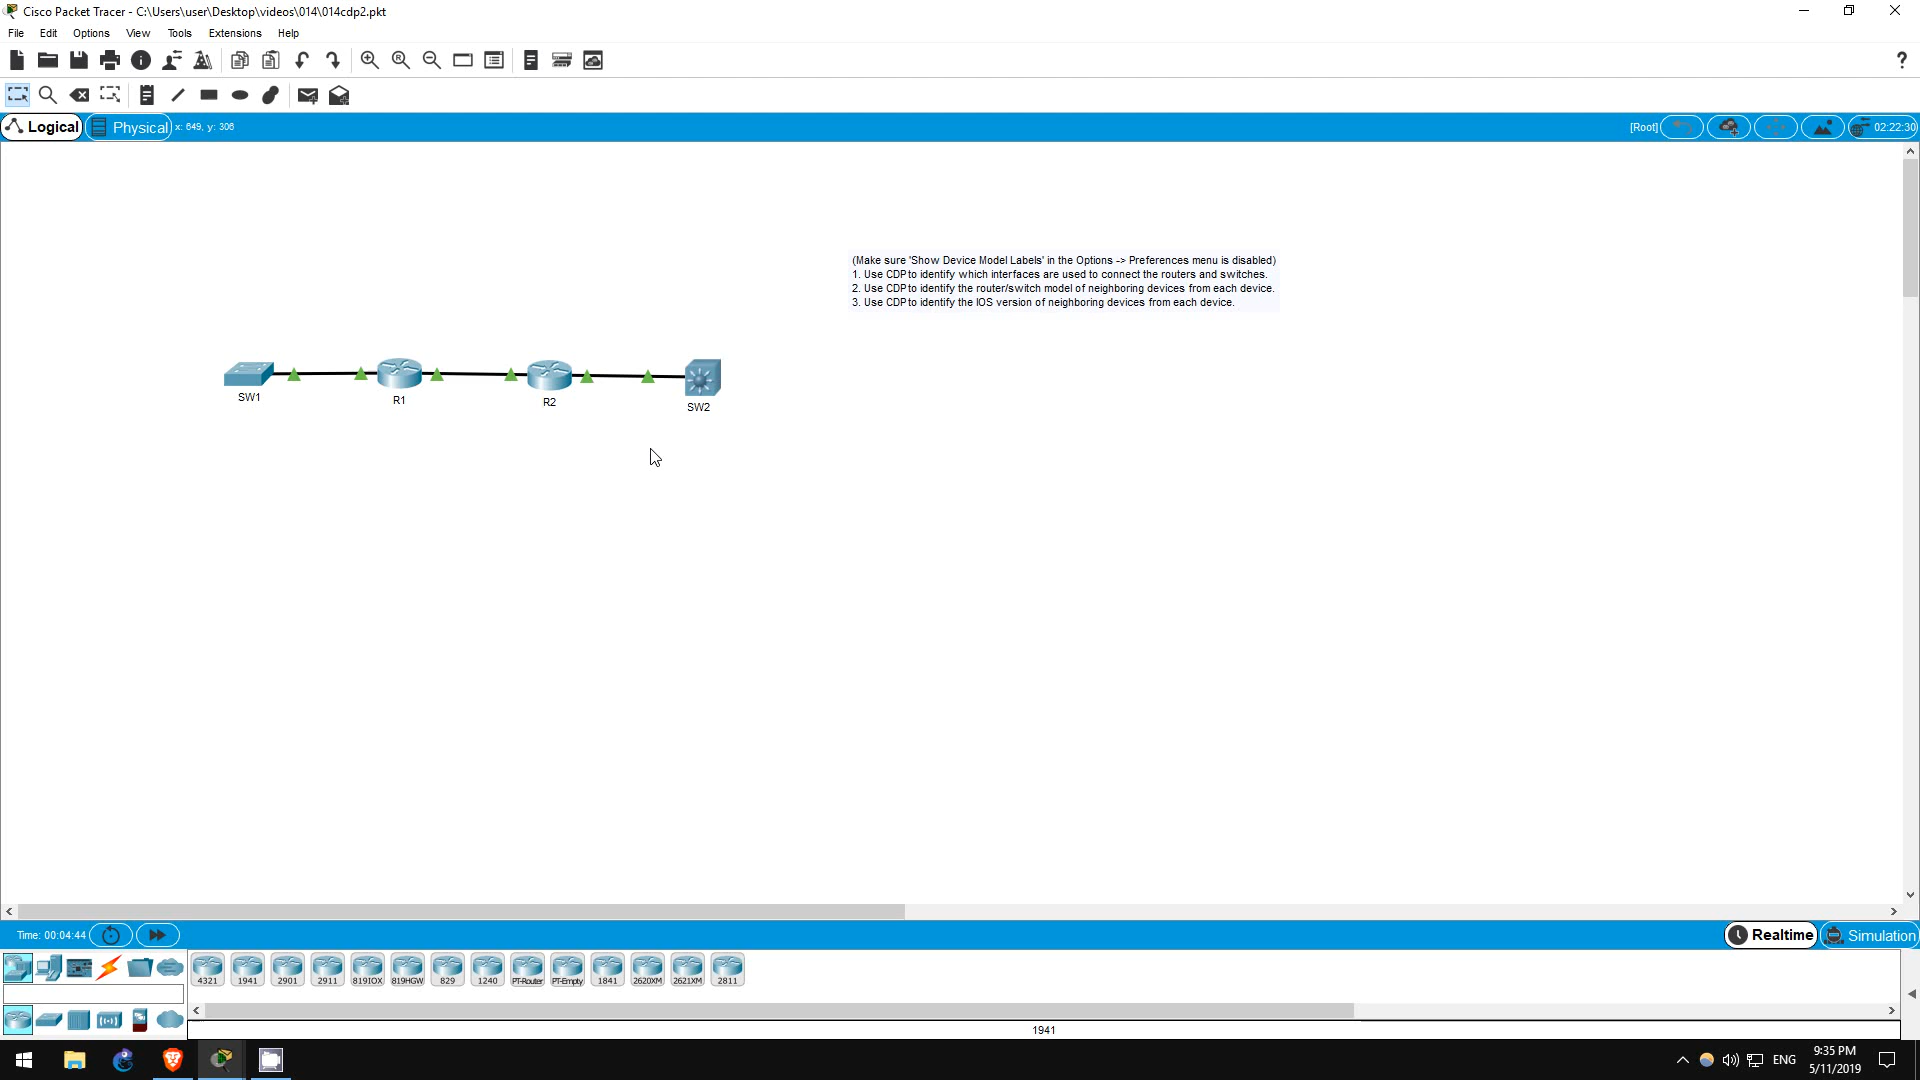 Cisco Packet Tracer - C:\Users\user\Desktop\videos\014\014cdp2.pkt
File Edit Options View Tools Extensions Help
?
Logical Physical x: 649, y: 306 [Root] 02:22:30
(Make sure 'Show Device Model Labels' in the Options -> Preferences menu is disabled)
1. Use CDP to identify which interfaces are used to connect the routers and switches.
2. Use CDP to identify the router/switch model of neighboring devices from each device.
3. Use CDP to identify the IOS version of neighboring devices from each device.
SW1 R1 R2 SW2
Time: 00:04:44 Realtime Simulation
4321 1941 2901 2911 819IOX 819HGW 829 1240 PT-Router PT-Empty 1841 2620XM 2621XM 2811
1941
ENG 9:35 PM
5/11/2019